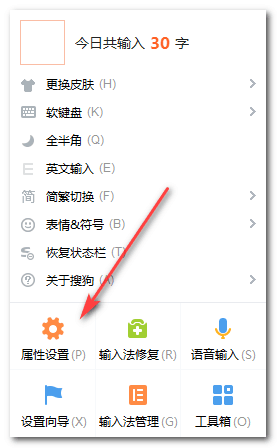 今日共输入 30 字
更换皮肤 (H)
软键盘 (K)
全半角 (Q)
英文输入 (E)
简 简繁切换 (F)
表情&符号 (B)
恢复状态栏 (T)
关于搜狗 (A)
属性设置 (P) 输入法修复 (R) 语音输入 (S)
设置向导 (X) 输入法管理 (G) 工具箱 (O)